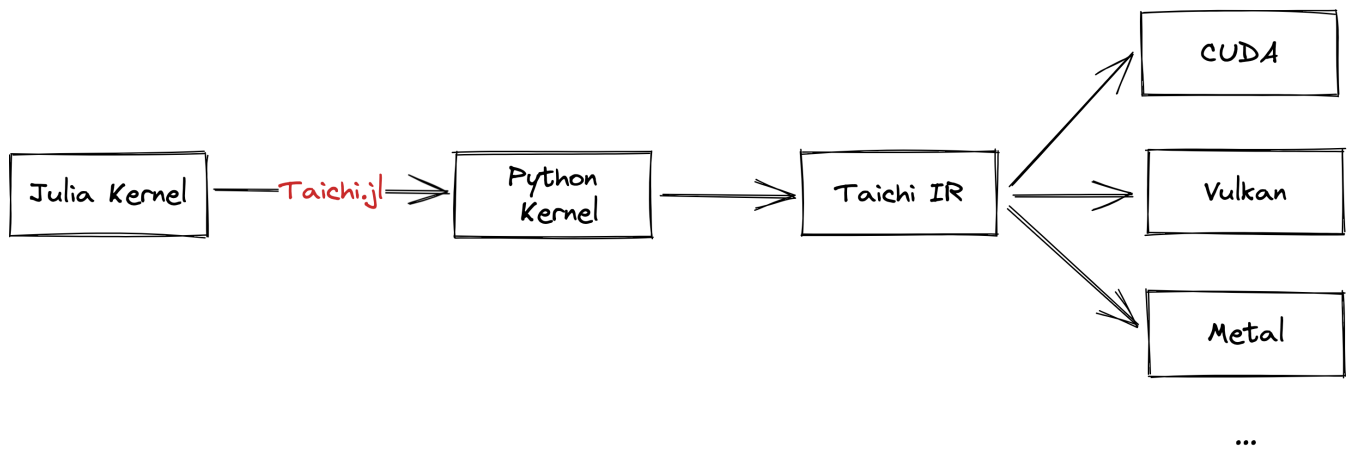 Julia Kernel
Taichi.jl
Python
Kernel
Taichi IR
CUDA
Vulkan
Metal
...